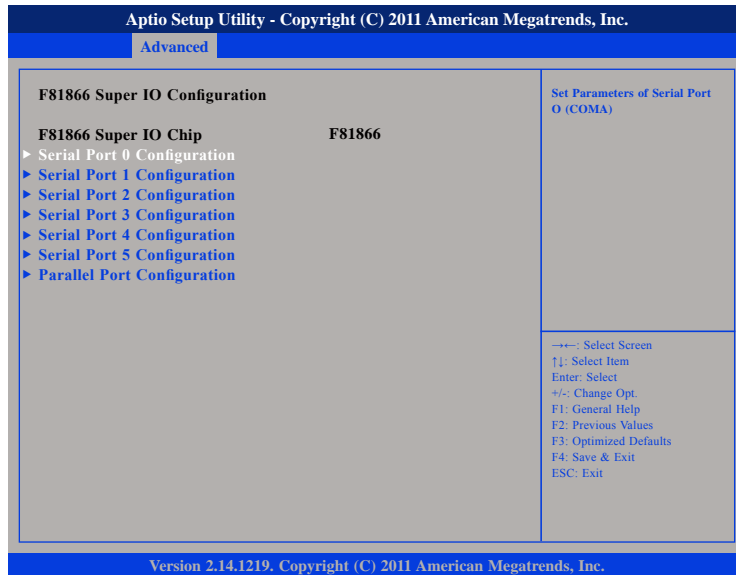 Aptio Setup Utility - Copyright (C) 2011 American Megatrends, Inc.
Advanced
F81866 Super IO Configuration
F81866 Super IO Chip F81866
► Serial Port 0 Configuration
► Serial Port 1 Configuration
► Serial Port 2 Configuration
► Serial Port 3 Configuration
► Serial Port 4 Configuration
► Serial Port 5 Configuration
► Parallel Port Configuration
Set Parameters of Serial Port
O (COMA)
→←: Select Screen
↑↓: Select Item
Enter: Select
+/-: Change Opt.
F1: General Help
F2: Previous Values
F3: Optimized Defaults
F4: Save & Exit
ESC: Exit
Version 2.14.1219. Copyright (C) 2011 American Megatrends, Inc.